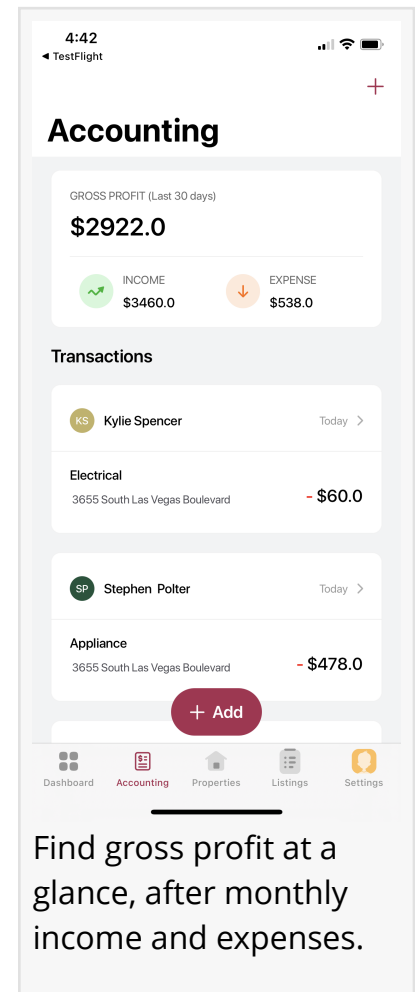 4:42
◀ TestFlight
+
Accounting
GROSS PROFIT (Last 30 days)
$2922.0
INCOME
$3460.0
EXPENSE
$538.0
Transactions
KS Kylie Spencer Today >
Electrical
3655 South Las Vegas Boulevard - $60.0
SP Stephen Polter Today >
Appliance
3655 South Las Vegas Boulevard - $478.0
+ Add
Dashboard Accounting Properties Listings Settings
Find gross profit at a
glance, after monthly
income and expenses.